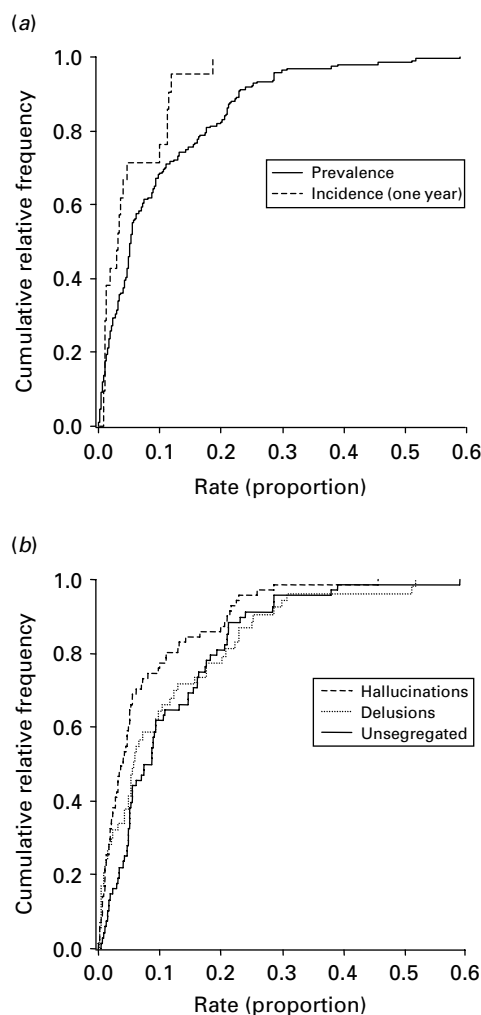 (a)
1.0
0.8
0.6
0.4
0.2
0.0
Cumulative relative frequency
Prevalence
Incidence (one year)
0.0 0.1 0.2 0.3 0.4 0.5 0.6
Rate (proportion)
(b)
1.0
0.8
0.6
0.4
0.2
0.0
Cumulative relative frequency
Hallucinations
Delusions
Unsegregated
0.0 0.1 0.2 0.3 0.4 0.5 0.6
Rate (proportion)